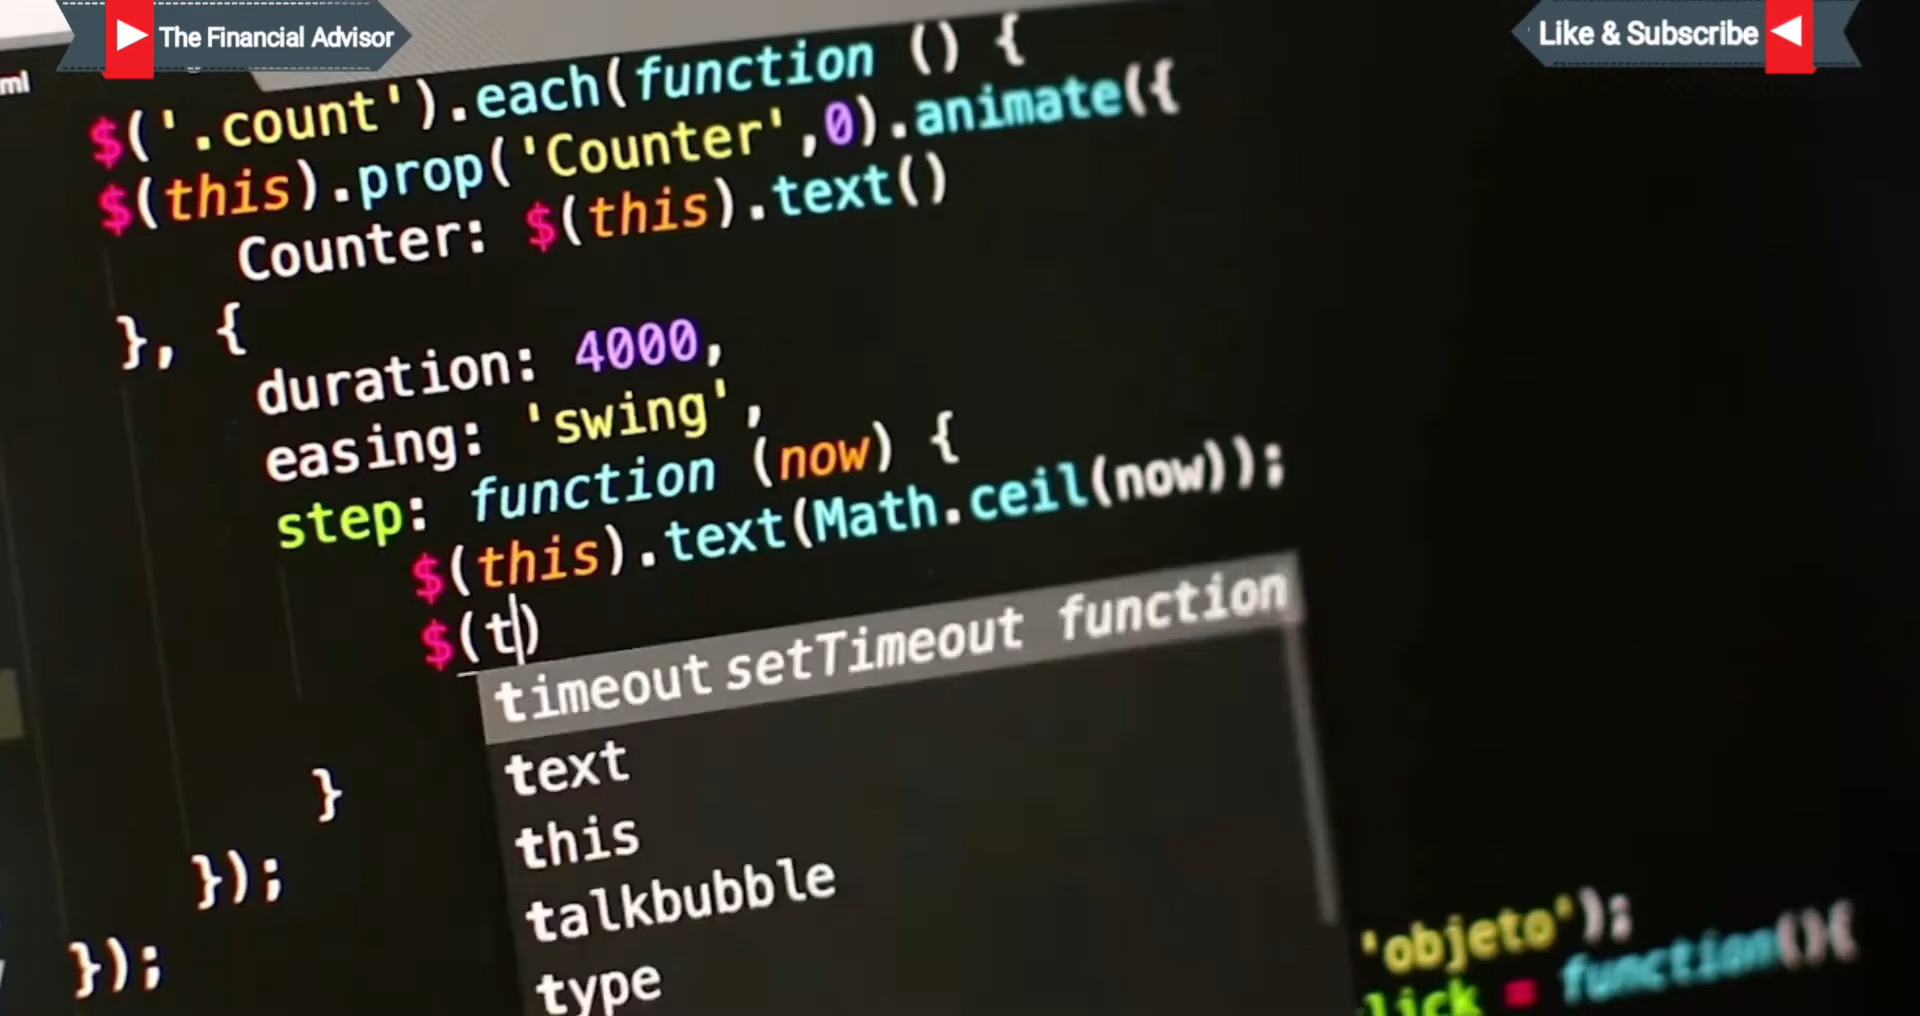 The Financial Advisor
Like & Subscribe
ml
$('.count').each(function () {
$(this).prop('Counter',0).animate({
Counter: $(this).text()
}, {
duration: 4000,
easing: 'swing',
step: function (now) {
$(this).text(Math.ceil(now));
$(t)
timeout setTimeout function
text
this
talkbubble
type
}
});
});
'objeto');
lick = function(){